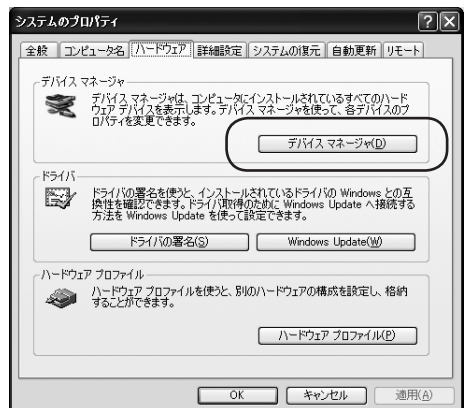 システムのプロパティ
全般 コンピュータ名 ハードウェア 詳細設定 システムの復元 自動更新 リモート
デバイス マネージャ
デバイス マネージャは、コンピュータにインストールされているすべてのハード
ウェア デバイスを表示します。デバイス マネージャを使って、各デバイスのプ
ロパティを変更できます。
デバイス マネージャ(D)
ドライバ
ドライバの署名を使うと、インストールされているドライバの Windows との互
換性を確認できます。ドライバ取得のために Windows Update へ接続する
方法を Windows Update を使って設定できます。
ドライバの署名(S) Windows Update(W)
ハードウェア プロファイル
ハードウェア プロファイルを使うと、別のハードウェアの構成を設定し、格納
することができます。
ハードウェア プロファイル(P)
OK キャンセル 適用(A)